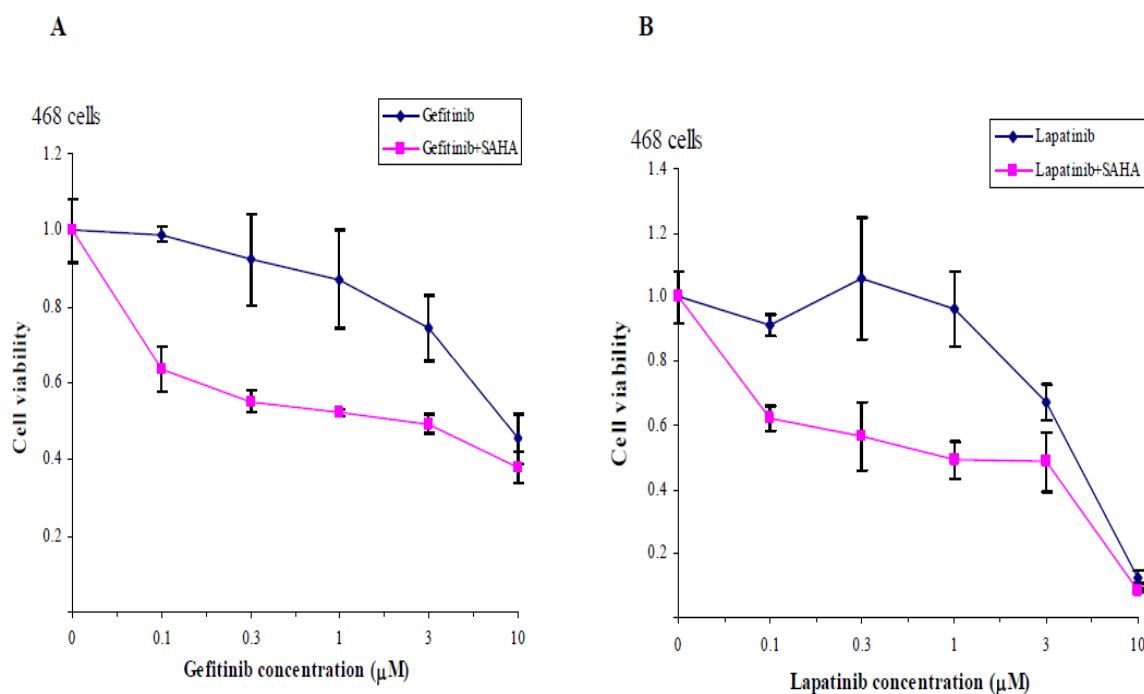 A
468 cells
Gefitinib
Gefitinib+SAHA
1.2
1.0
0.8
0.6
0.4
0.2
Cell viability
0 0.1 0.3 1 3 10
Gefitinib concentration (μM)
B
468 cells
Lapatinib
Lapatinib+SAHA
1.4
1.2
1.0
0.8
0.6
0.4
0.2
Cell viability
0 0.1 0.3 1 3 10
Lapatinib concentration (μM)